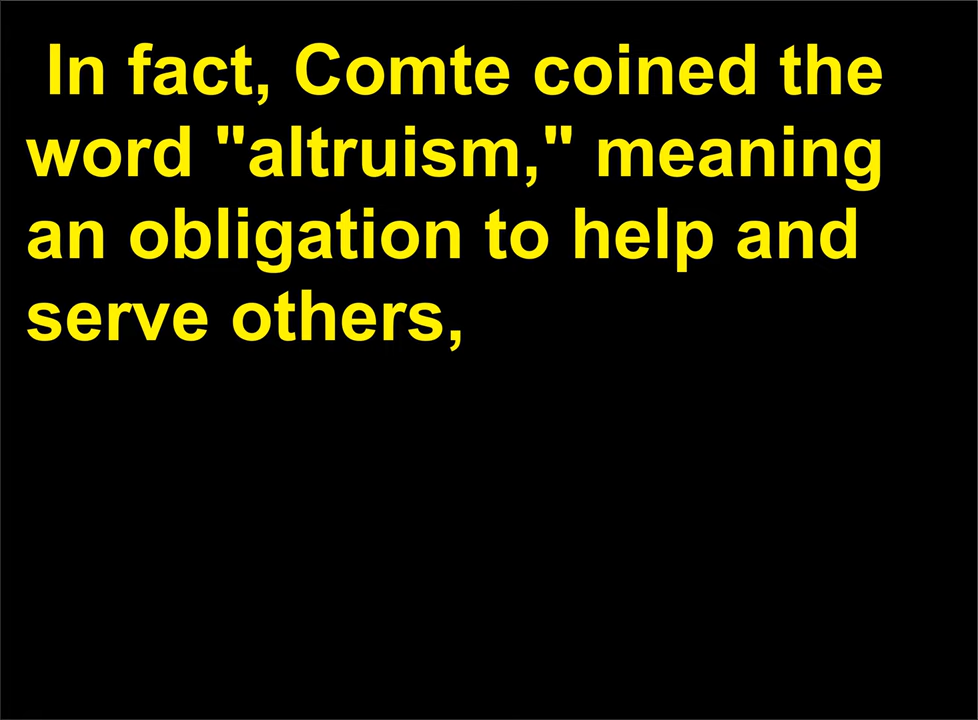 In fact, Comte coined the
word "altruism," meaning
an obligation to help and
serve others,